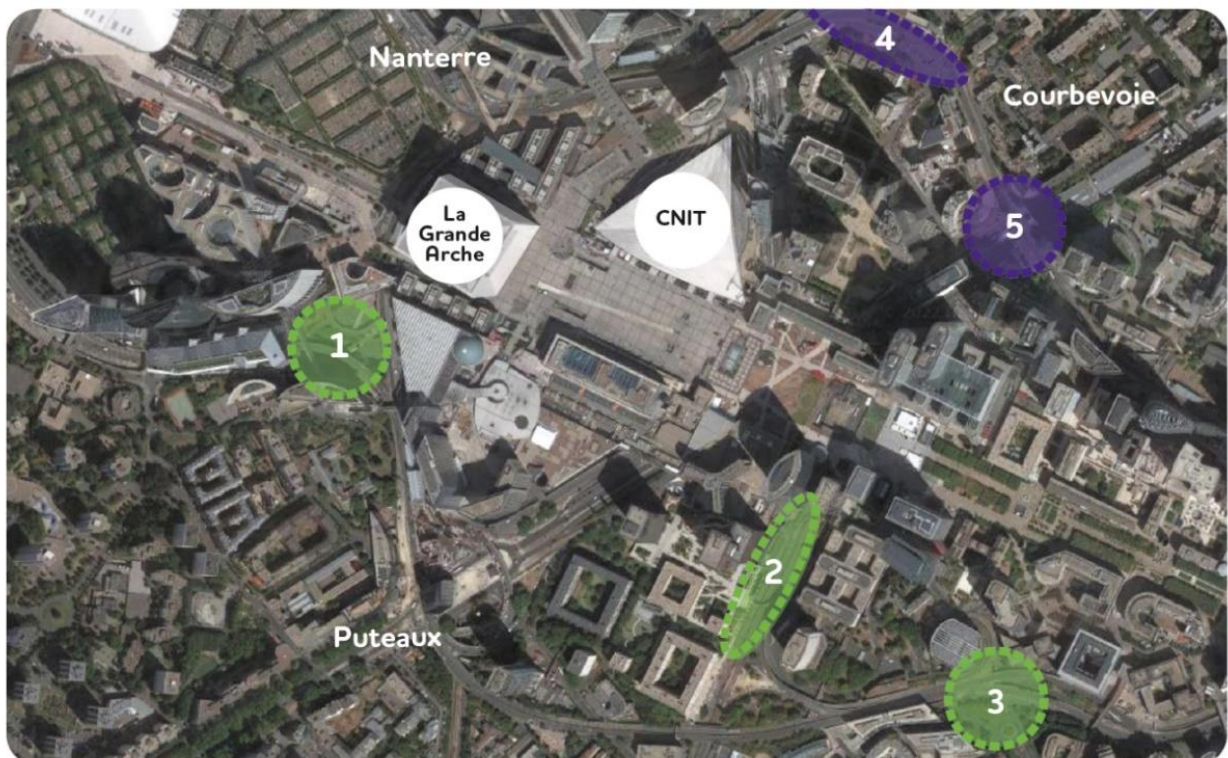 Nanterre
4
Courbevoie
La
Grande
Arche
CNIT
5
1
2
Puteaux
3